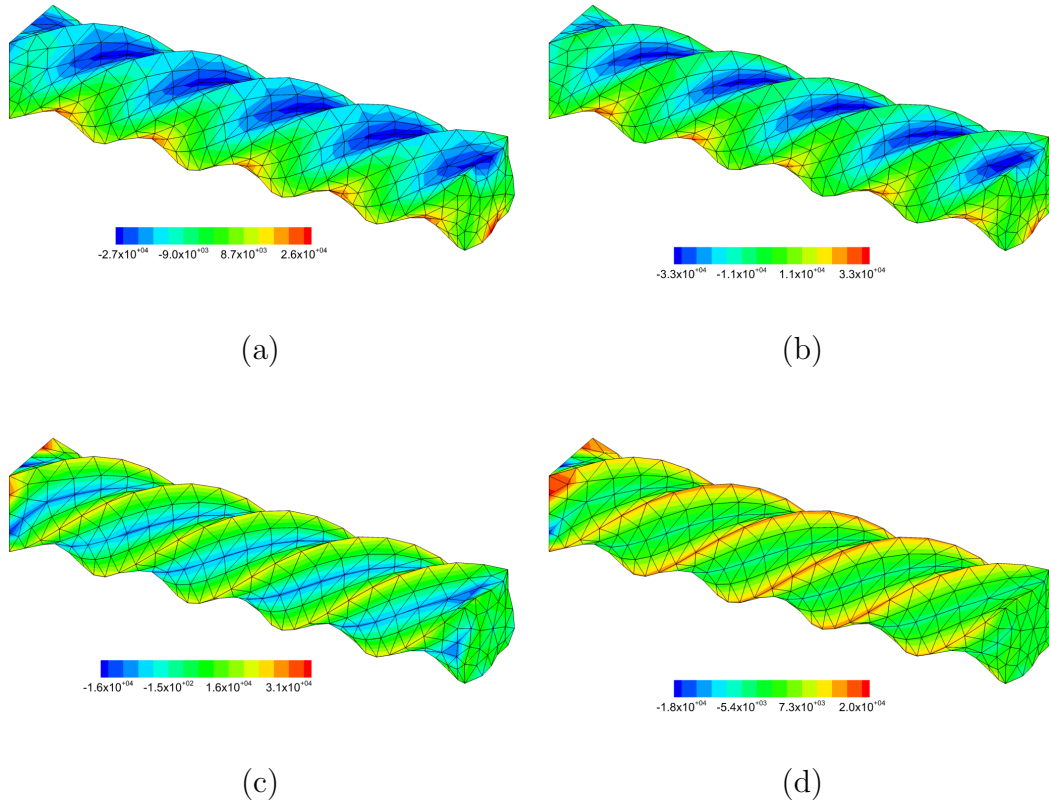 -2.7x10⁺⁰⁴ -9.0x10⁺⁰³ 8.7x10⁺⁰³ 2.6x10⁺⁰⁴
-3.3x10⁺⁰⁴ -1.1x10⁺⁰⁴ 1.1x10⁺⁰⁴ 3.3x10⁺⁰⁴
(a)
(b)
-1.6x10⁺⁰⁴ -1.5x10⁺⁰² 1.6x10⁺⁰⁴ 3.1x10⁺⁰⁴
-1.8x10⁺⁰⁴ -5.4x10⁺⁰³ 7.3x10⁺⁰³ 2.0x10⁺⁰⁴
(c)
(d)